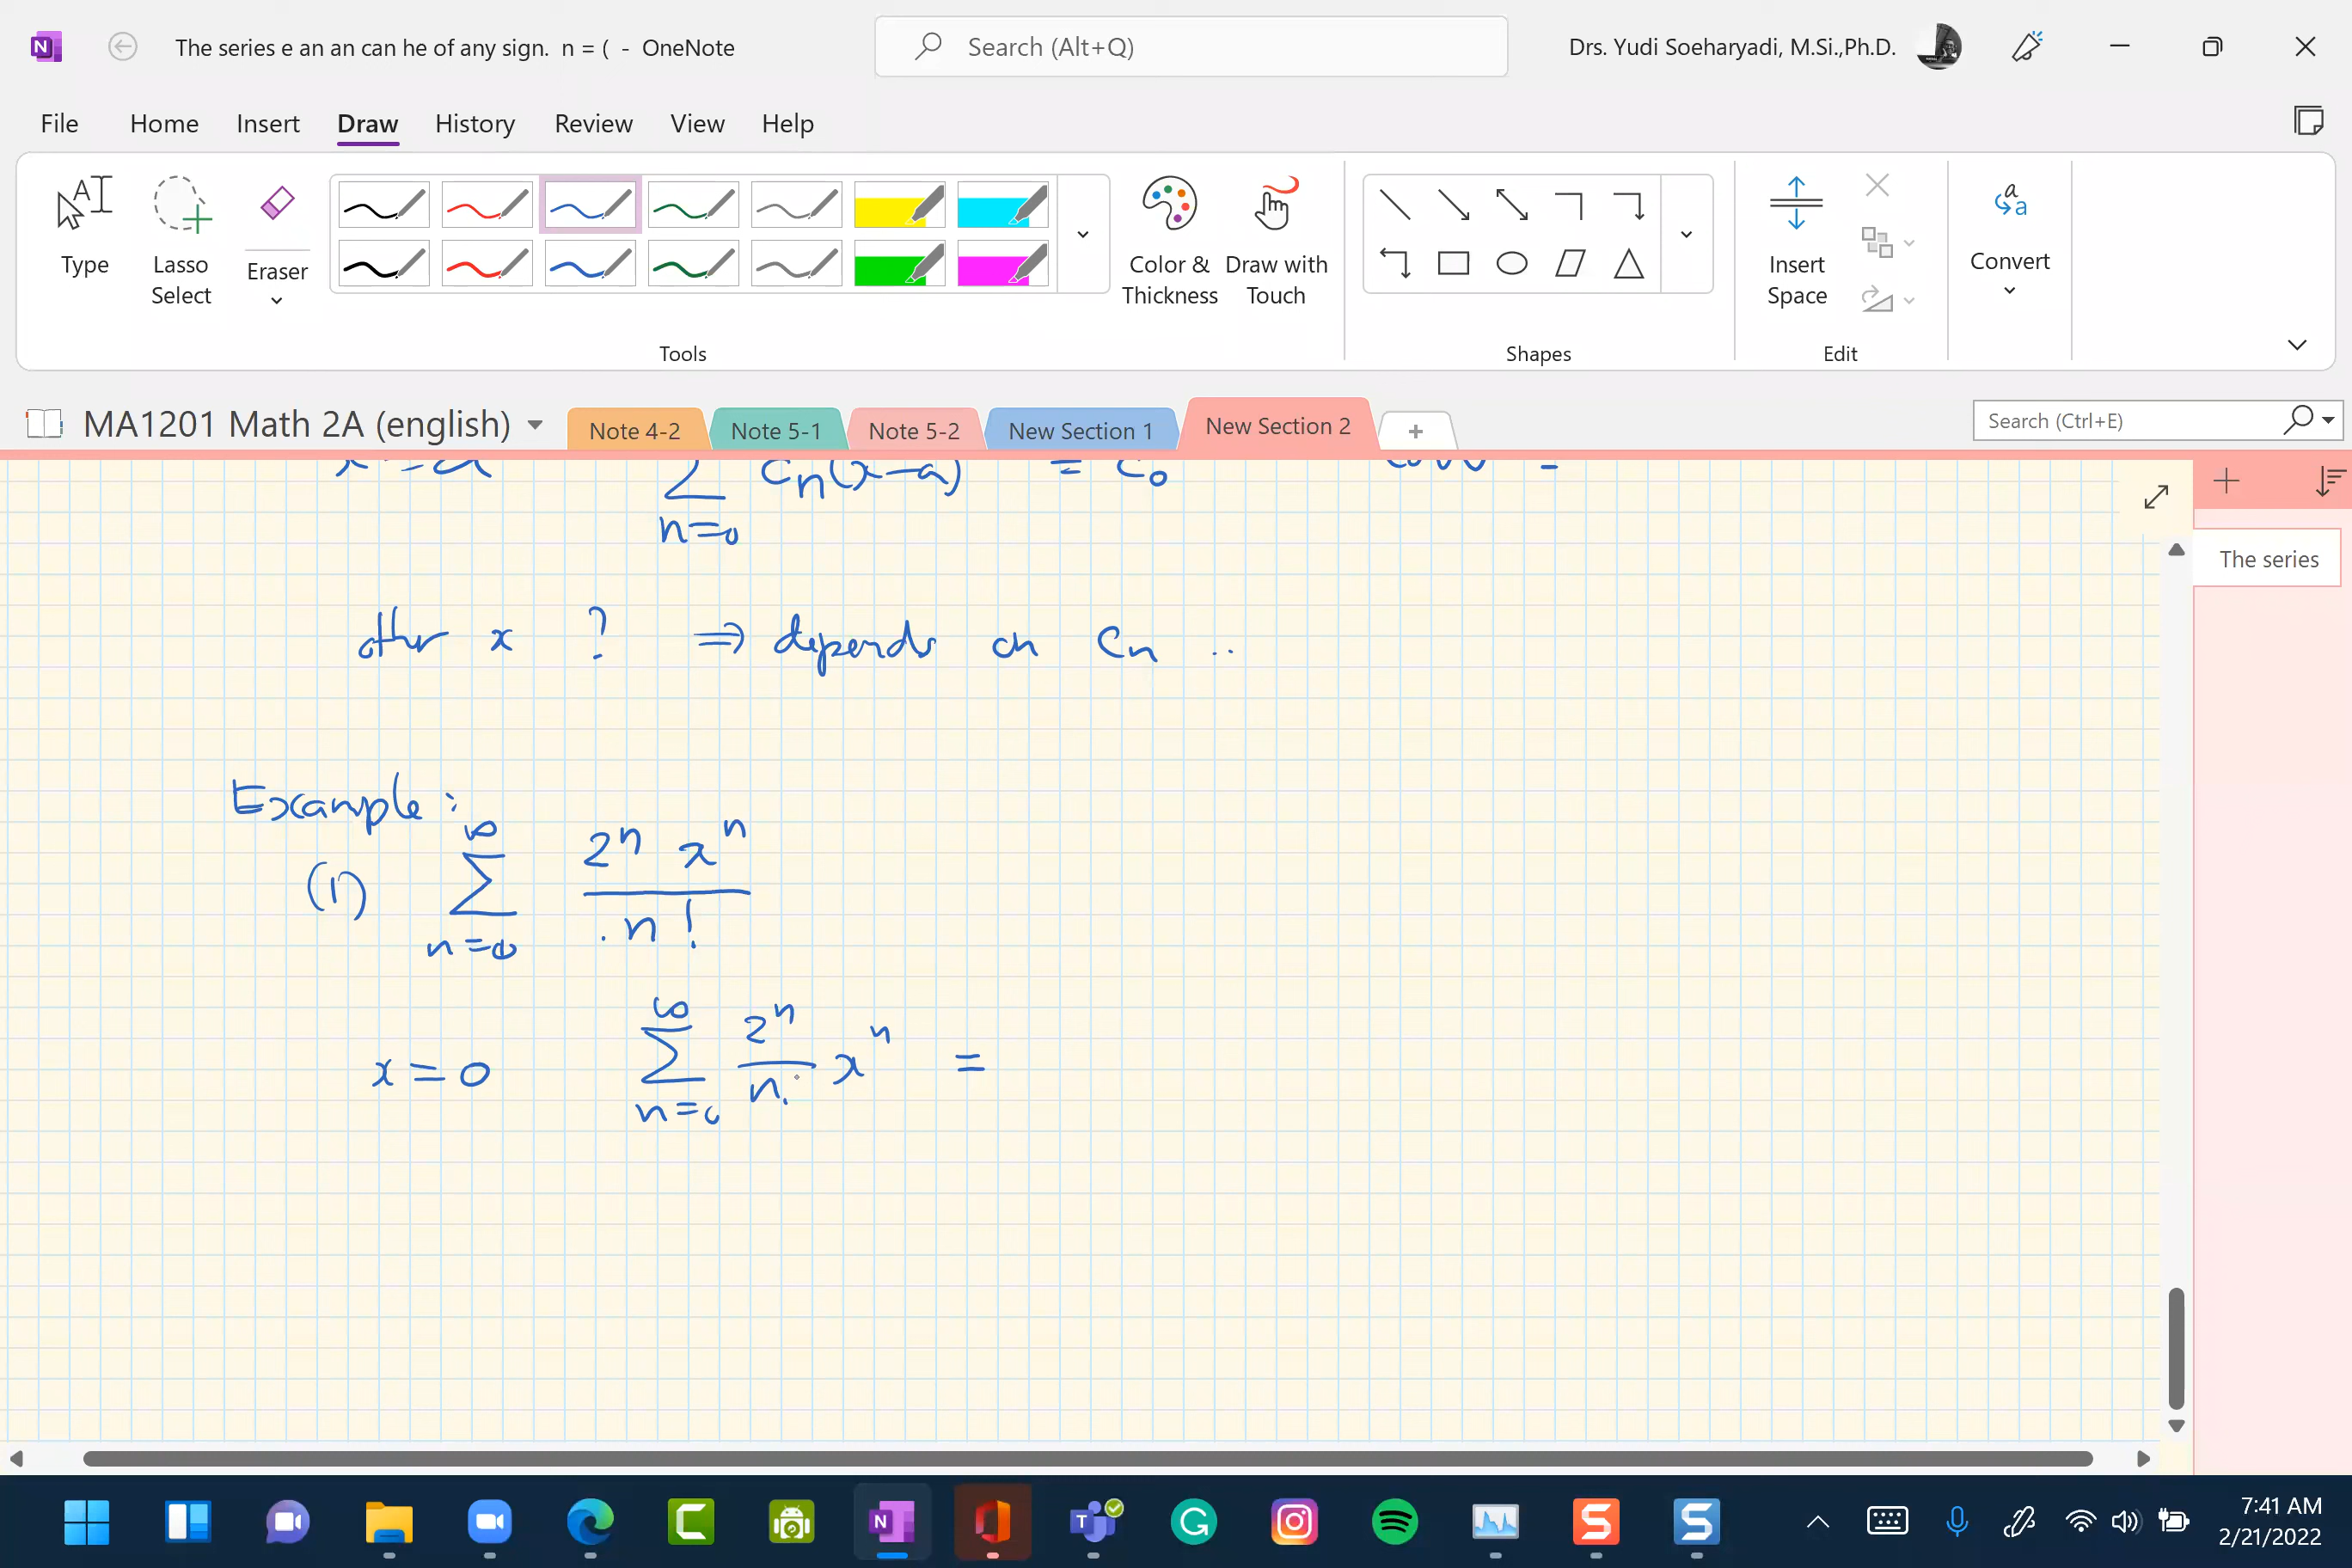 The series e an an can he of any sign. n = ( - OneNote
Search (Alt+Q)
Drs. Yudi Soeharyadi, M.Si.,Ph.D.
File Home Insert Draw History Review View Help
Type
Lasso Select
Eraser
Color & Thickness
Draw with Touch
Insert Space
Convert
Tools
Shapes
Edit
MA1201 Math 2A (english)
Note 4-2
Note 5-1
Note 5-2
New Section 1
New Section 2
Search (Ctrl+E)
The series
x = a ∑ n=0 Cn(x-a) = C0
other x ? ⇒ depends on Cn ..
Example:
(1) ∑ n=0 ∞ 2^n x^n / n!
x = 0 ∑ n=0 ∞ 2^n / n! x^n =
7:41 AM
2/21/2022